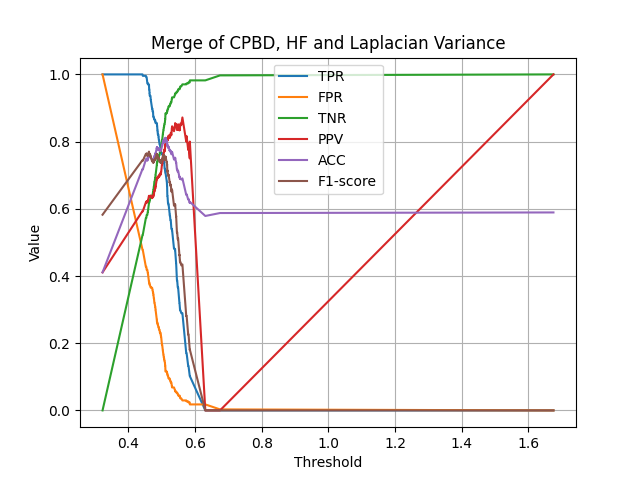 Merge of CPBD, HF and Laplacian Variance
1.0
0.8
0.6
0.4
0.2
0.0
Value
TPR
FPR
TNR
PPV
ACC
F1-score
0.4 0.6 0.8 1.0 1.2 1.4 1.6
Threshold